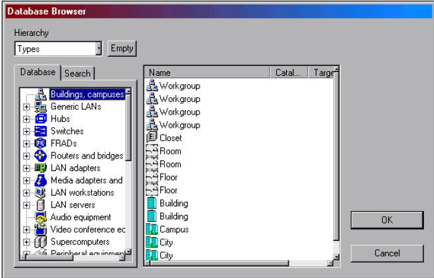 Database Browser
Hierarchy
Types
Empty
Database
Search
Buildings, campuses
Generic LANs
Hubs
Switches
FRADs
Routers and bridges
LAN adapters
Media adapters and
LAN workstations
LAN servers
Audio equipment
Video conference ec
Supercomputers
Peripheral equipment
Name
Catal...
Target
Workgroup
Workgroup
Workgroup
Workgroup
Closet
Room
Room
Floor
Floor
Building
Building
Campus
City
City
OK
Cancel